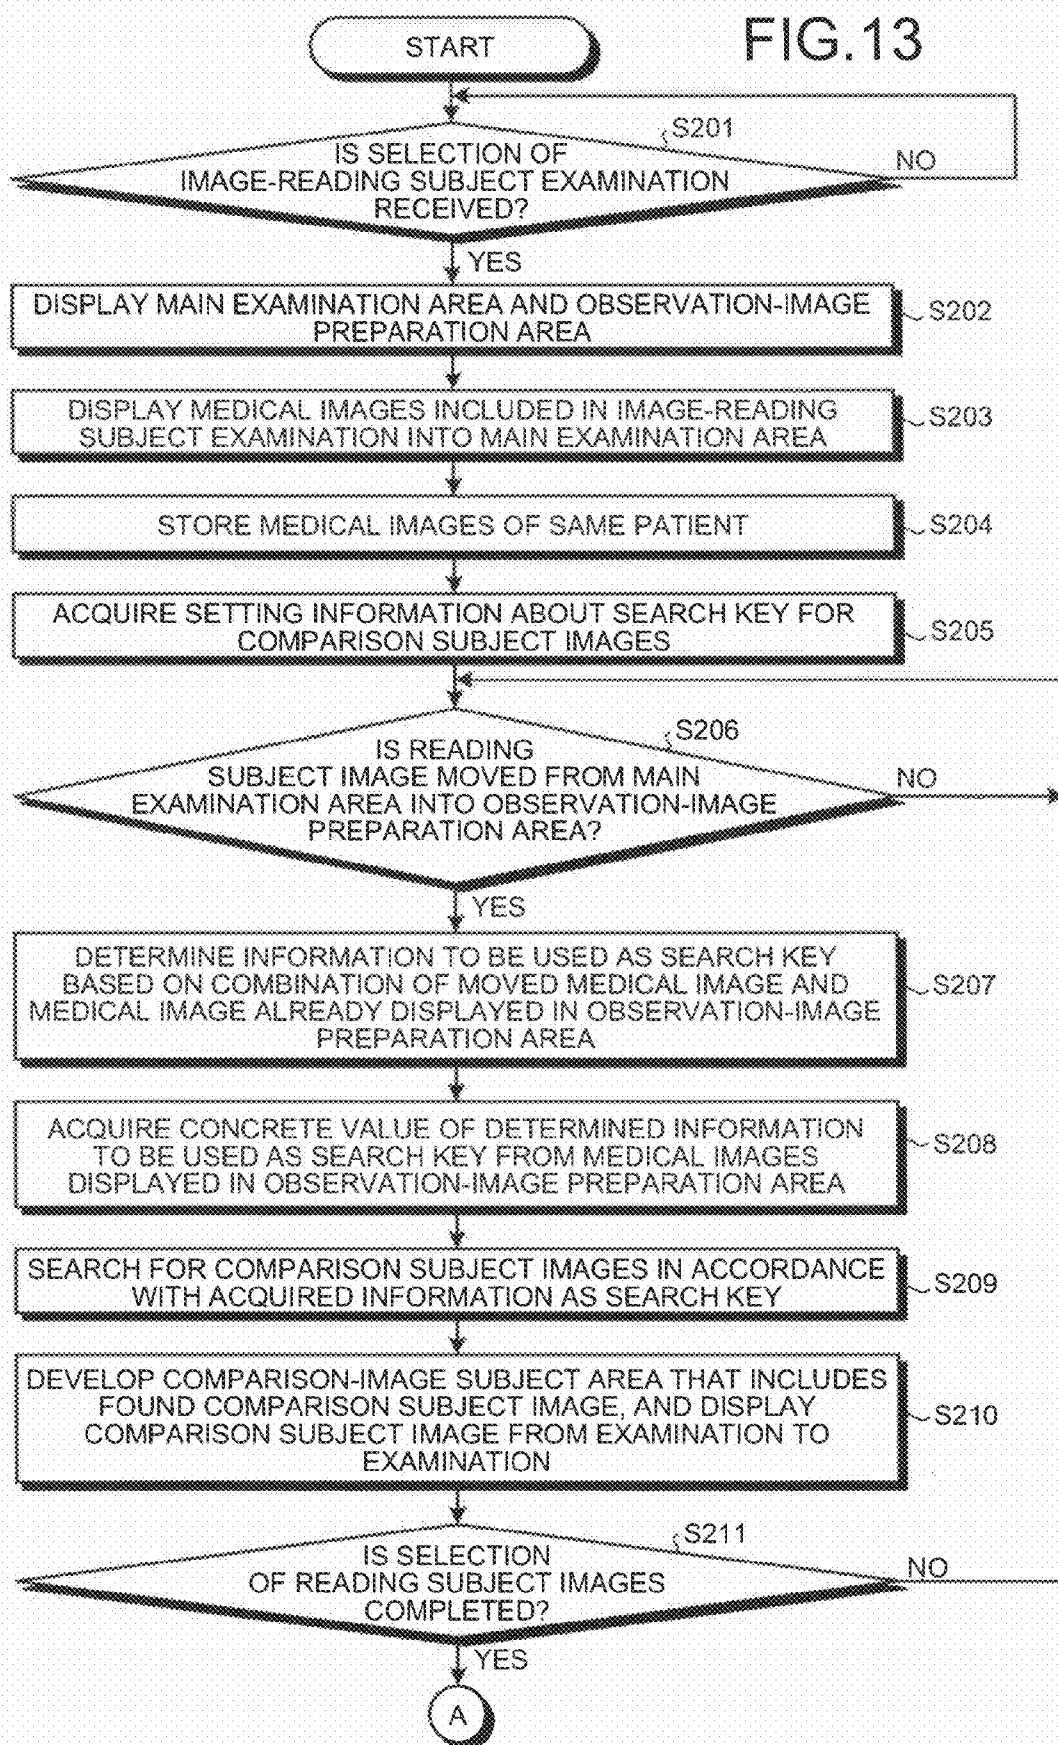 FIG.13
START
S201
IS SELECTION OF
IMAGE-READING SUBJECT EXAMINATION
RECEIVED?
NO
YES
DISPLAY MAIN EXAMINATION AREA AND OBSERVATION-IMAGE
PREPARATION AREA
S202
DISPLAY MEDICAL IMAGES INCLUDED IN IMAGE-READING
SUBJECT EXAMINATION INTO MAIN EXAMINATION AREA
S203
STORE MEDICAL IMAGES OF SAME PATIENT
S204
ACQUIRE SETTING INFORMATION ABOUT SEARCH KEY FOR
COMPARISON SUBJECT IMAGES
S205
S206
IS READING
SUBJECT IMAGE MOVED FROM MAIN
EXAMINATION AREA INTO OBSERVATION-IMAGE
PREPARATION AREA?
NO
YES
DETERMINE INFORMATION TO BE USED AS SEARCH KEY
BASED ON COMBINATION OF MOVED MEDICAL IMAGE AND
MEDICAL IMAGE ALREADY DISPLAYED IN OBSERVATION-IMAGE
PREPARATION AREA
S207
ACQUIRE CONCRETE VALUE OF DETERMINED INFORMATION
TO BE USED AS SEARCH KEY FROM MEDICAL IMAGES
DISPLAYED IN OBSERVATION-IMAGE PREPARATION AREA
S208
SEARCH FOR COMPARISON SUBJECT IMAGES IN ACCORDANCE
WITH ACQUIRED INFORMATION AS SEARCH KEY
S209
DEVELOP COMPARISON-IMAGE SUBJECT AREA THAT INCLUDES
FOUND COMPARISON SUBJECT IMAGE, AND DISPLAY
COMPARISON SUBJECT IMAGE FROM EXAMINATION TO
EXAMINATION
S210
S211
IS SELECTION
OF READING SUBJECT IMAGES
COMPLETED?
NO
YES
A